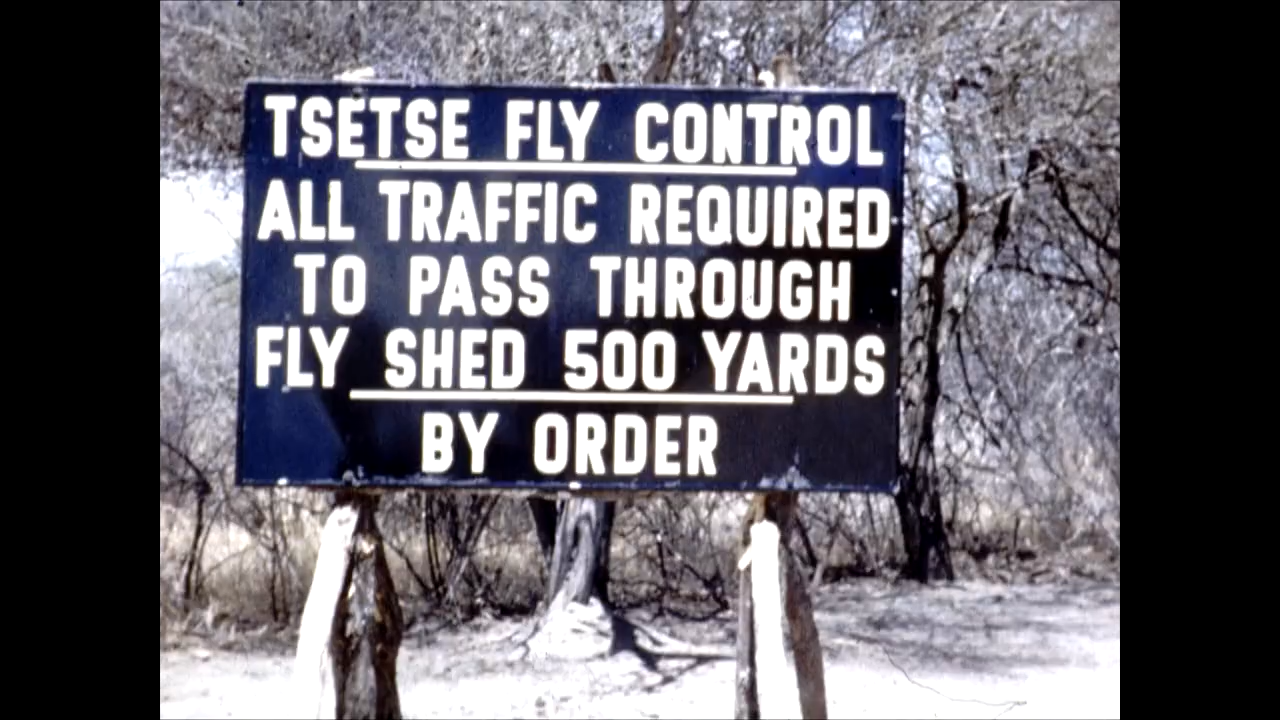 TSETSE FLY CONTROL
ALL TRAFFIC REQUIRED
TO PASS THROUGH
FLY SHED 500 YARDS
BY ORDER